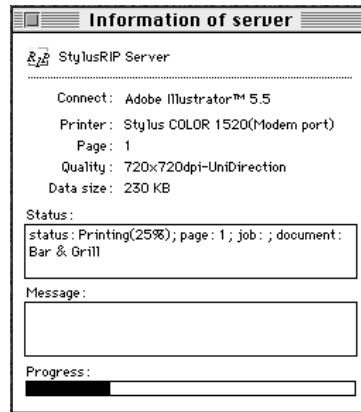 Information of server
RIP StylusRIP Server
Connect: Adobe Illustrator™ 5.5
Printer: Stylus COLOR 1520(Modem port)
Page: 1
Quality: 720x720dpi-UniDirection
Data size: 230 KB
Status:
status: Printing(25%); page: 1; job: ; document:
Bar & Grill
Message:
Progress: